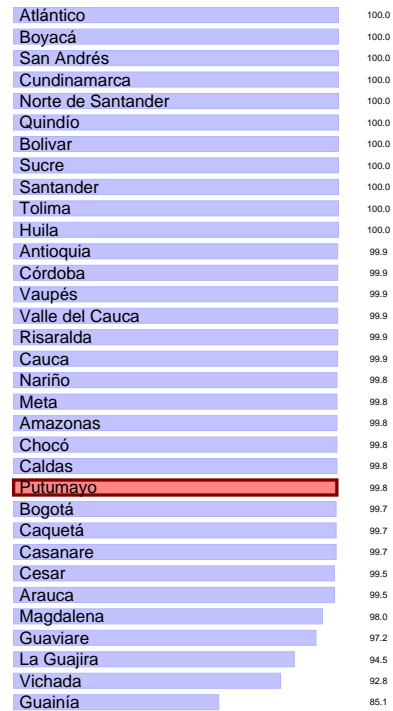 Atlántico 100.0
Boyacá 100.0
San Andrés 100.0
Cundinamarca 100.0
Norte de Santander 100.0
Quindío 100.0
Bolivar 100.0
Sucre 100.0
Santander 100.0
Tolima 100.0
Huila 100.0
Antioquia 99.9
Córdoba 99.9
Vaupés 99.9
Valle del Cauca 99.9
Risaralda 99.9
Cauca 99.9
Nariño 99.8
Meta 99.8
Amazonas 99.8
Chocó 99.8
Caldas 99.8
Putumayo 99.8
Bogotá 99.7
Caquetá 99.7
Casanare 99.7
Cesar 99.5
Arauca 99.5
Magdalena 98.0
Guaviare 97.2
La Guajira 94.5
Vichada 92.8
Guainía 85.1